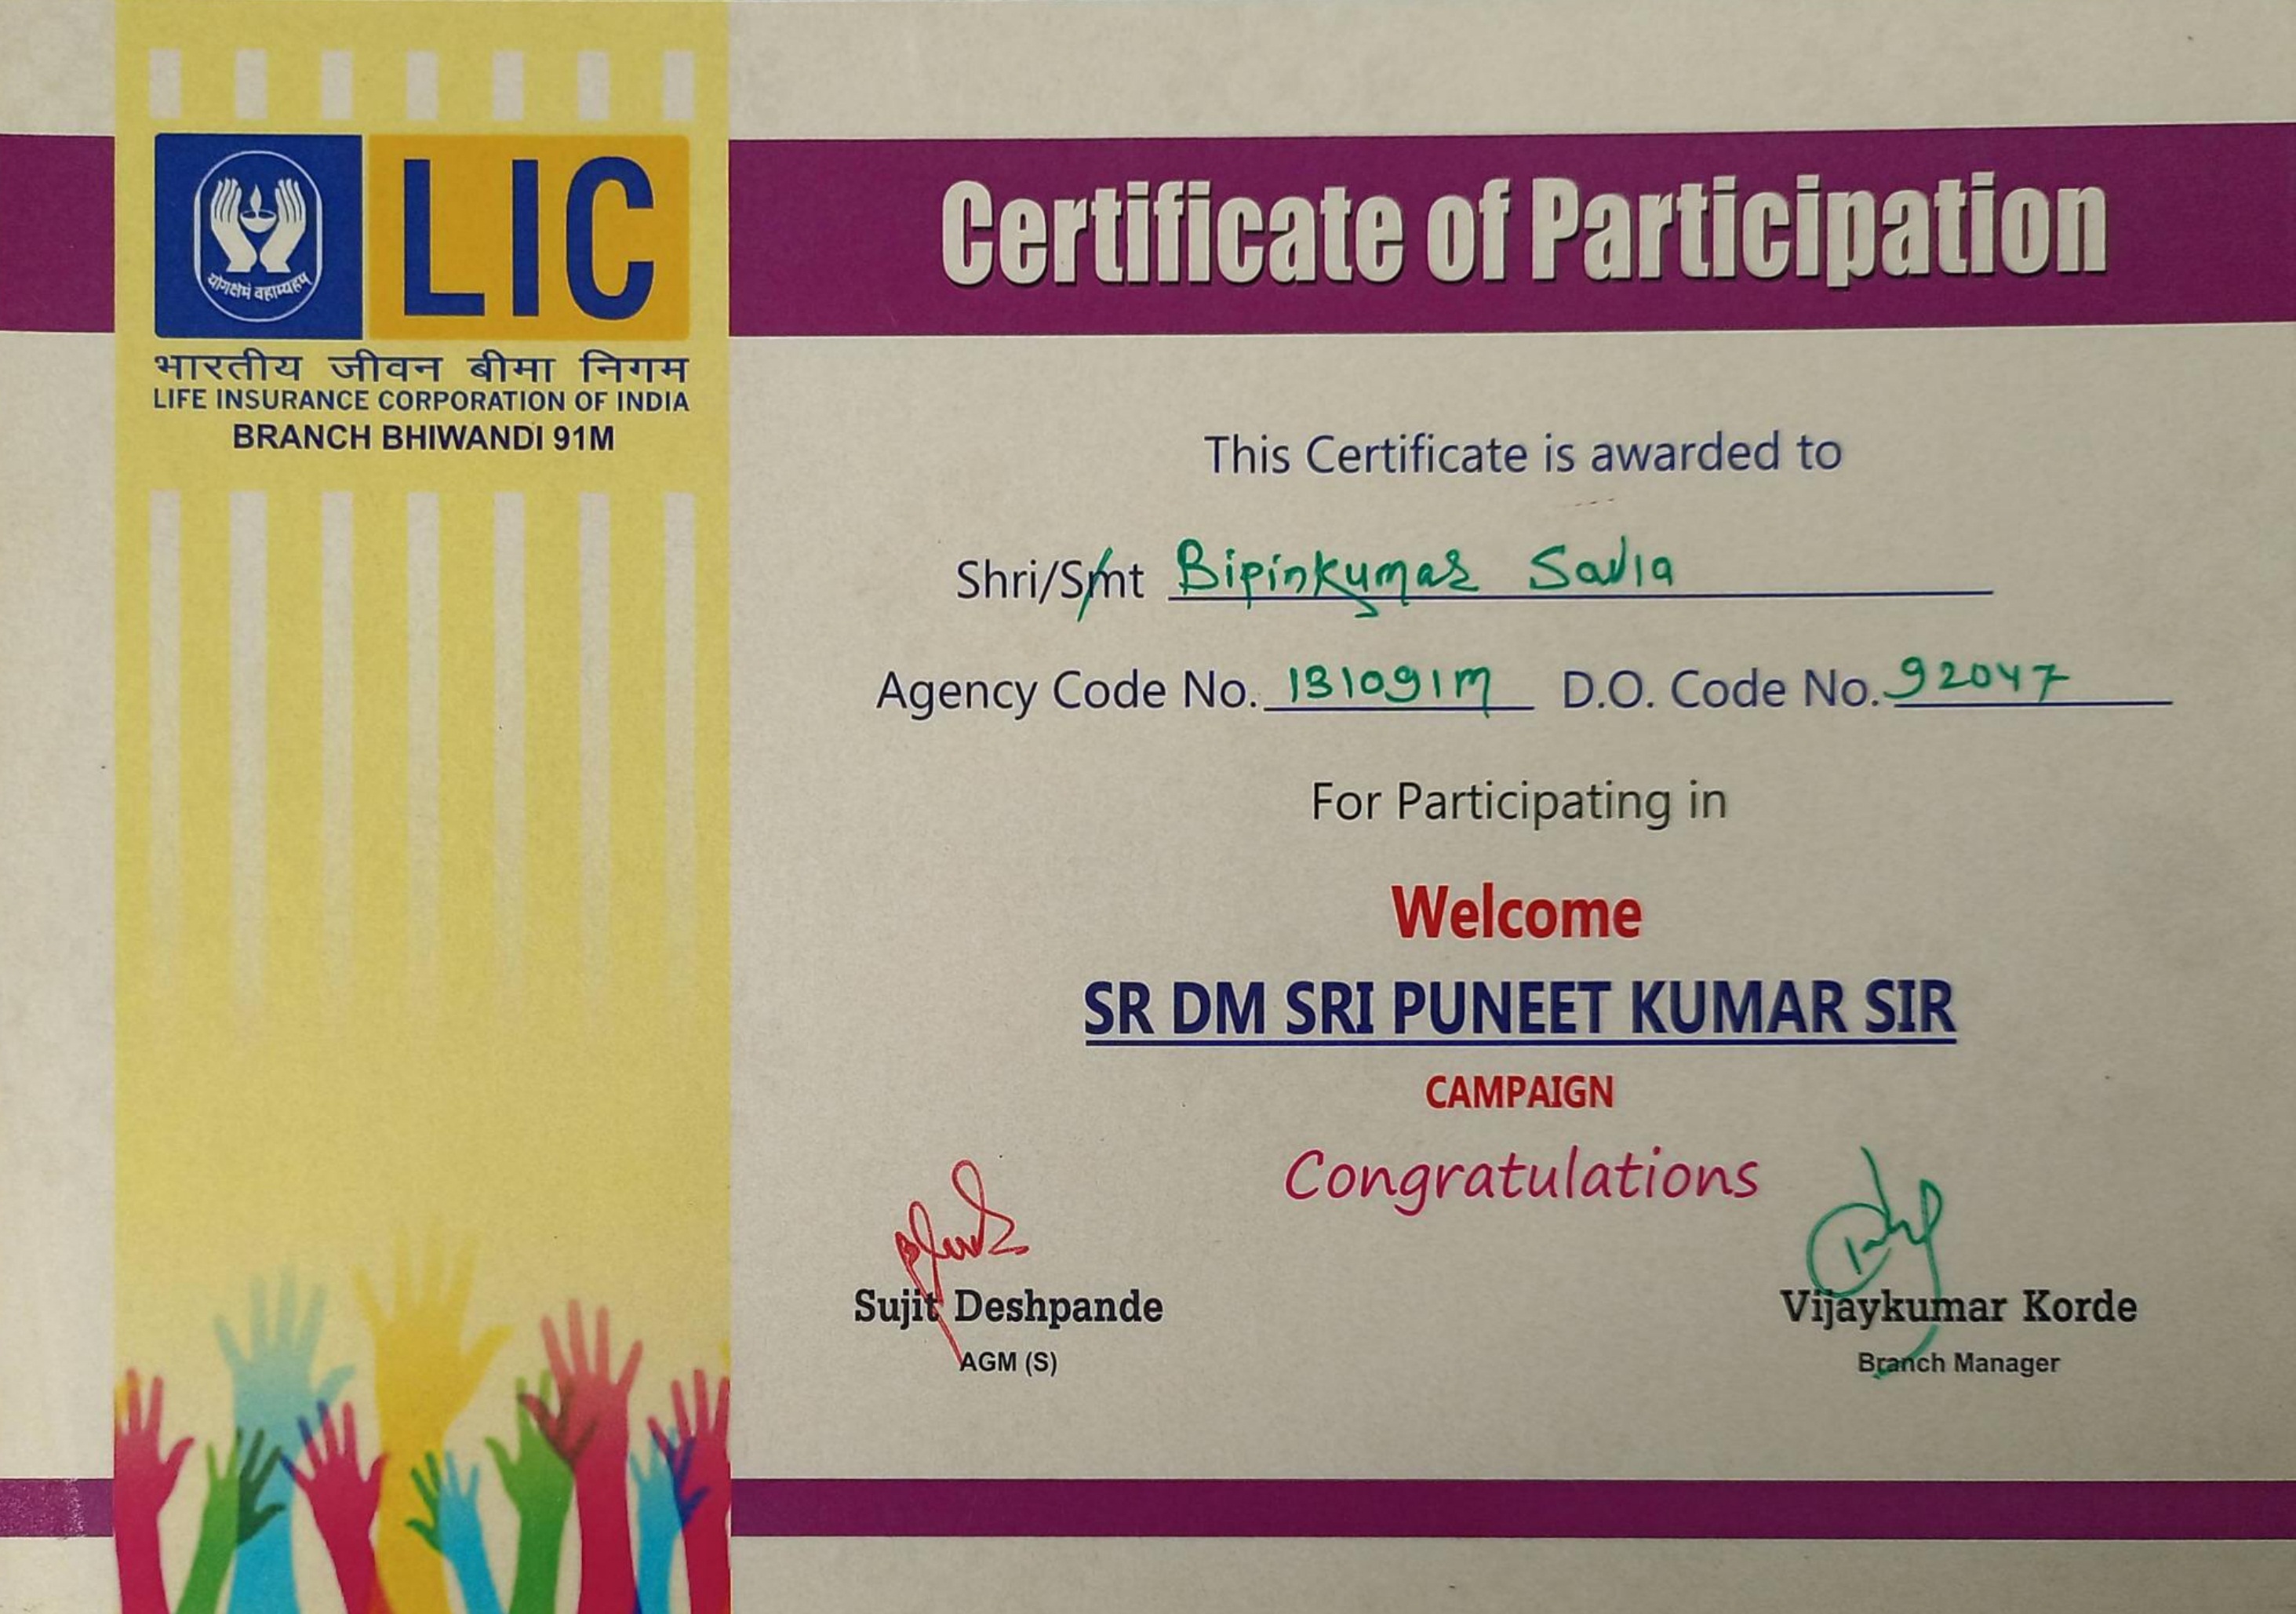 योगक्षेमं वहाम्यहम्
LIC
भारतीय जीवन बीमा निगम
LIFE INSURANCE CORPORATION OF INDIA
BRANCH BHIWANDI 91M
Certificate of Participation
This Certificate is awarded to
Shri/Smt Bipinkumar Savla
Agency Code No. 131091M D.O. Code No. 92047
For Participating in
Welcome
SR DM SRI PUNEET KUMAR SIR
CAMPAIGN
Congratulations
Sujit Deshpande
AGM (S)
Vijaykumar Korde
Branch Manager